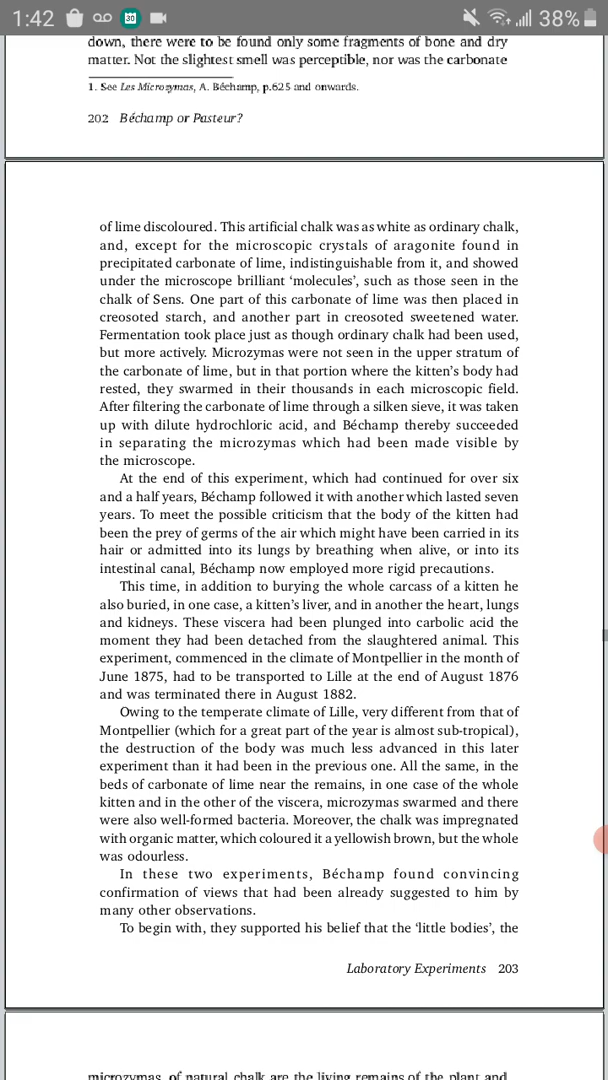 1:42
30
38%
down, there were to be found only some fragments of bone and dry
matter. Not the slightest smell was perceptible, nor was the carbonate
1. See Les Microzymas, A. Béchamp, p.625 and onwards.
202 Béchamp or Pasteur?
of lime discoloured. This artificial chalk was as white as ordinary chalk,
and, except for the microscopic crystals of aragonite found in
precipitated carbonate of lime, indistinguishable from it, and showed
under the microscope brilliant ‘molecules’, such as those seen in the
chalk of Sens. One part of this carbonate of lime was then placed in
creosoted starch, and another part in creosoted sweetened water.
Fermentation took place just as though ordinary chalk had been used,
but more actively. Microzymas were not seen in the upper stratum of
the carbonate of lime, but in that portion where the kitten’s body had
rested, they swarmed in their thousands in each microscopic field.
After filtering the carbonate of lime through a silken sieve, it was taken
up with dilute hydrochloric acid, and Béchamp thereby succeeded
in separating the microzymas which had been made visible by
the microscope.
At the end of this experiment, which had continued for over six
and a half years, Béchamp followed it with another which lasted seven
years. To meet the possible criticism that the body of the kitten had
been the prey of germs of the air which might have been carried in its
hair or admitted into its lungs by breathing when alive, or into its
intestinal canal, Béchamp now employed more rigid precautions.
This time, in addition to burying the whole carcass of a kitten he
also buried, in one case, a kitten’s liver, and in another the heart, lungs
and kidneys. These viscera had been plunged into carbolic acid the
moment they had been detached from the slaughtered animal. This
experiment, commenced in the climate of Montpellier in the month of
June 1875, had to be transported to Lille at the end of August 1876
and was terminated there in August 1882.
Owing to the temperate climate of Lille, very different from that of
Montpellier (which for a great part of the year is almost sub-tropical),
the destruction of the body was much less advanced in this later
experiment than it had been in the previous one. All the same, in the
beds of carbonate of lime near the remains, in one case of the whole
kitten and in the other of the viscera, microzymas swarmed and there
were also well-formed bacteria. Moreover, the chalk was impregnated
with organic matter, which coloured it a yellowish brown, but the whole
was odourless.
In these two experiments, Béchamp found convincing
confirmation of views that had been already suggested to him by
many other observations.
To begin with, they supported his belief that the ‘little bodies’, the
Laboratory Experiments 203
microzymas, of natural chalk are the living remains of the plant and